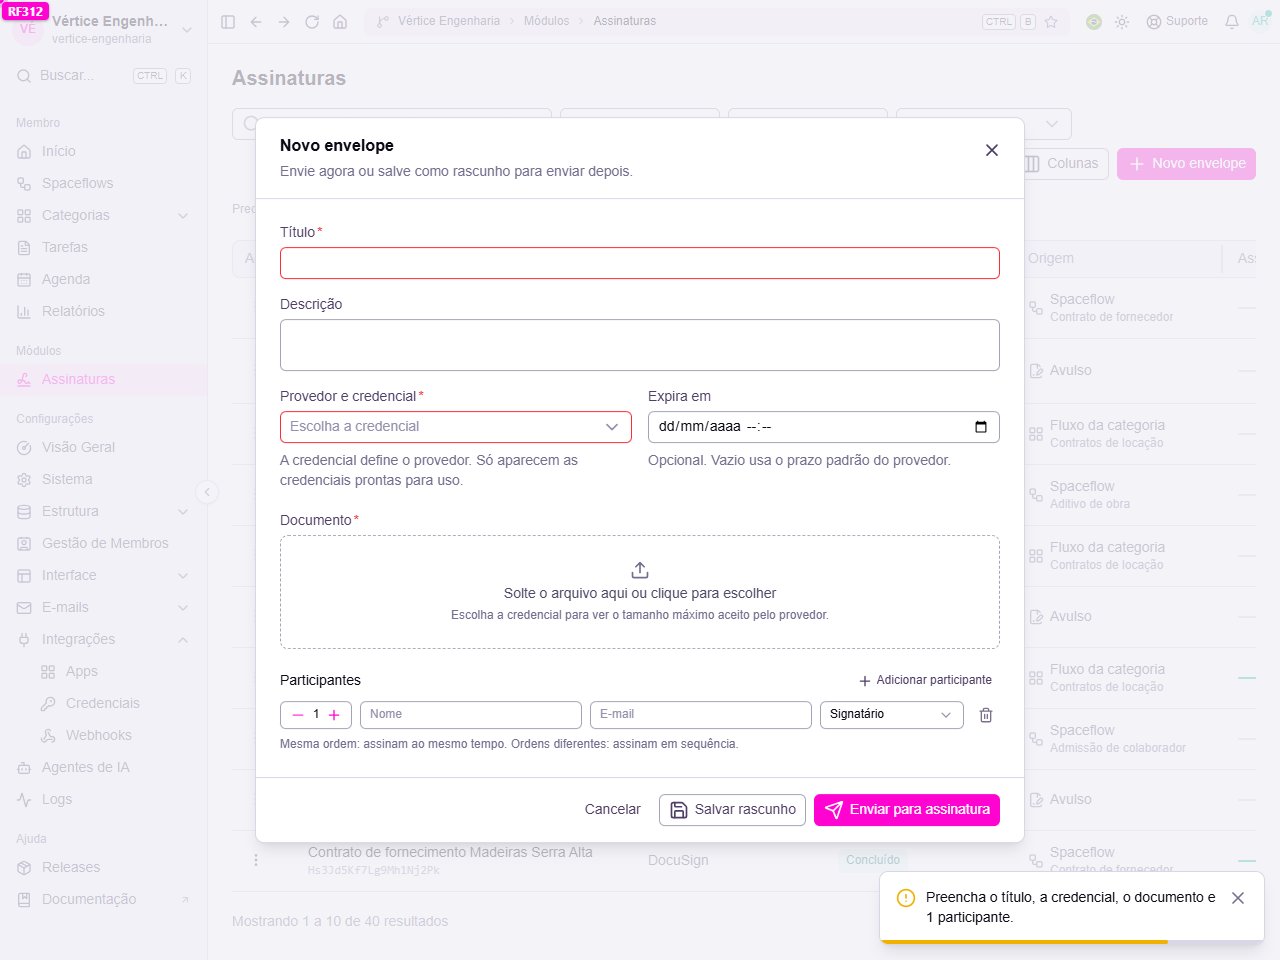 RF312
VE
Vértice Engenh...
vertice-engenharia
Vértice Engenharia
Módulos
Assinaturas
CTRL
B
Suporte
AR
Buscar...
CTRL
K
Membro
Início
Spaceflows
Categorias
Tarefas
Agenda
Relatórios
Módulos
Assinaturas
Configurações
Visão Geral
Sistema
Estrutura
Gestão de Membros
Interface
E-mails
Integrações
Apps
Credenciais
Webhooks
Agentes de IA
Logs
Ajuda
Releases
Documentação
Assinaturas
Colunas
Novo envelope
Origem
Spaceflow
Contrato de fornecedor
Avulso
Fluxo da categoria
Contratos de locação
Spaceflow
Aditivo de obra
Fluxo da categoria
Contratos de locação
Avulso
Fluxo da categoria
Contratos de locação
Spaceflow
Admissão de colaborador
Avulso
Spaceflow
Contrato de fornecedor
Novo envelope
Envie agora ou salve como rascunho para enviar depois.
Título*
Descrição
Provedor e credencial*
Escolha a credencial
A credencial define o provedor. Só aparecem as
credenciais prontas para uso.
Expira em
dd/mm/aaaa --:--
Opcional. Vazio usa o prazo padrão do provedor.
Documento*
Solte o arquivo aqui ou clique para escolher
Escolha a credencial para ver o tamanho máximo aceito pelo provedor.
Participantes
Adicionar participante
1
Nome
E-mail
Signatário
Mesma ordem: assinam ao mesmo tempo. Ordens diferentes: assinam em sequência.
Cancelar
Salvar rascunho
Enviar para assinatura
Contrato de fornecimento Madeiras Serra Alta
Hs3Jd5Kf7Lg9Mh1Nj2Pk
DocuSign
Concluído
Mostrando 1 a 10 de 40 resultados
Preencha o título, a credencial, o documento e
1 participante.